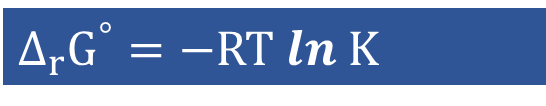 ΔᵣG° = −RT ln K